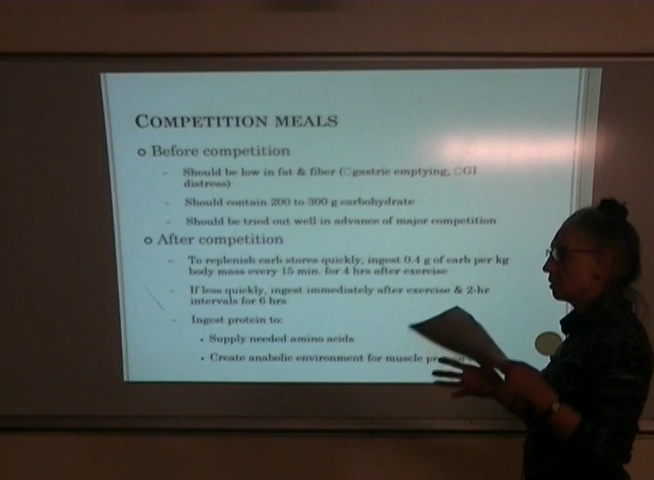 COMPETITION MEALS
Before competition
– Should be low in fat & fiber (□gastric emptying, □GI
distress)
– Should contain 200 to 300 g carbohydrate
– Should be tried out well in advance of major competition
After competition
– To replenish carb stores quickly, ingest 0.4 g of carb per kg
body mass every 15 min. for 4 hrs after exercise
– If less quickly, ingest immediately after exercise & 2-hr
intervals for 6 hrs
– Ingest protein to:
• Supply needed amino acids
• Create anabolic environment for muscle